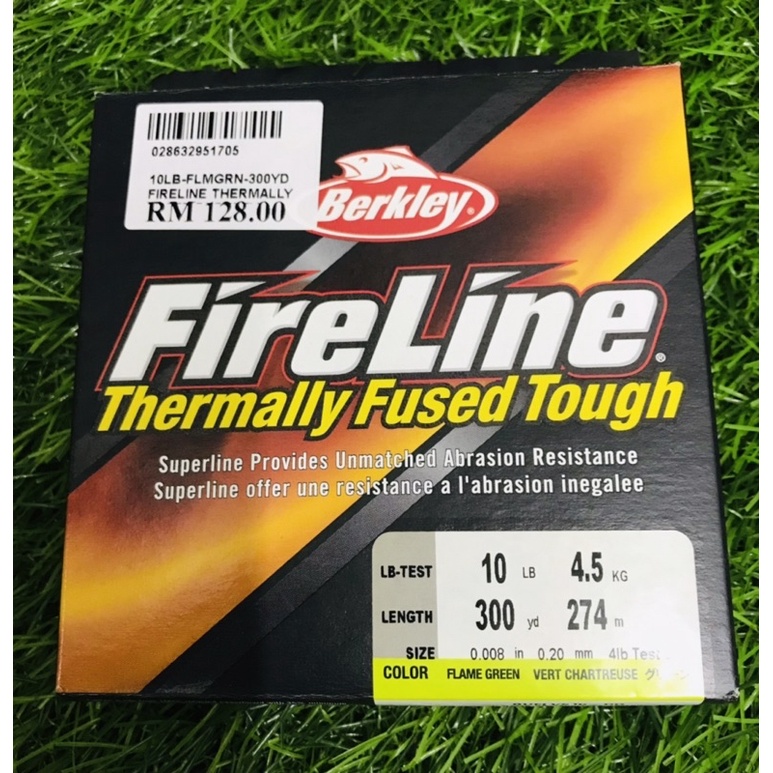 028632951705
10LB-FLMGRN-300YD
FIRELINE THERMALLY
RM 128.00
Berkley®
FireLine®
Thermally Fused Tough
Superline Provides Unmatched Abrasion Resistance
Superline offer une resistance a l'abrasion inegalee
LB-TEST 10 LB 4.5 KG
LENGTH 300 yd 274 m
SIZE 0.008 in 0.20 mm 4lb Test
COLOR FLAME GREEN VERT CHARTREUSE